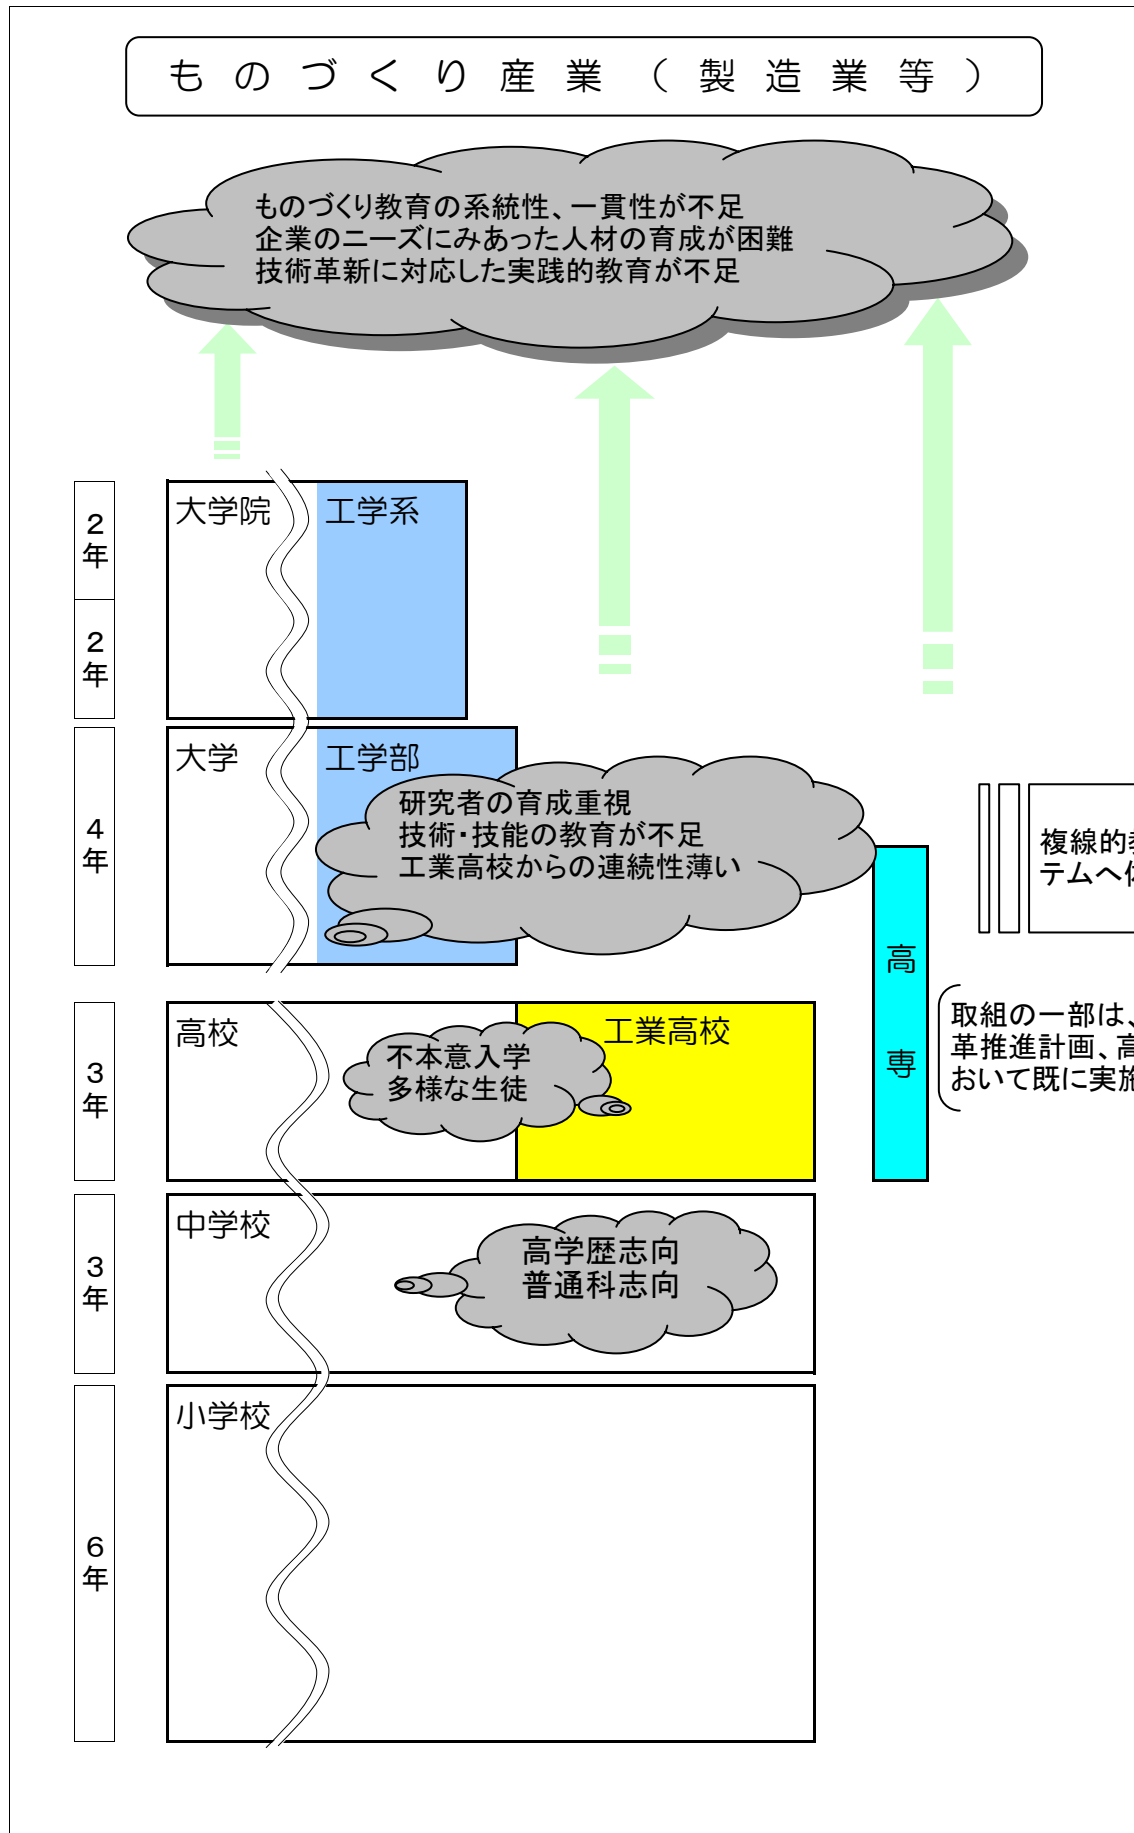 ものづくり産業（製造業等）
ものづくり教育の系統性、一貫性が不足
企業のニーズにみあった人材の育成が困難
技術革新に対応した実践的教育が不足
2年
大学院
工学系
2年
4年
大学
工学部
研究者の育成重視
技術・技能の教育が不足
工業高校からの連続性薄い
複線的
テムへ
高専
取組の一部は、
革推進計画、高
おいて既に実施
3年
高校
不本意入学
多様な生徒
工業高校
3年
中学校
高学歴志向
普通科志向
6年
小学校